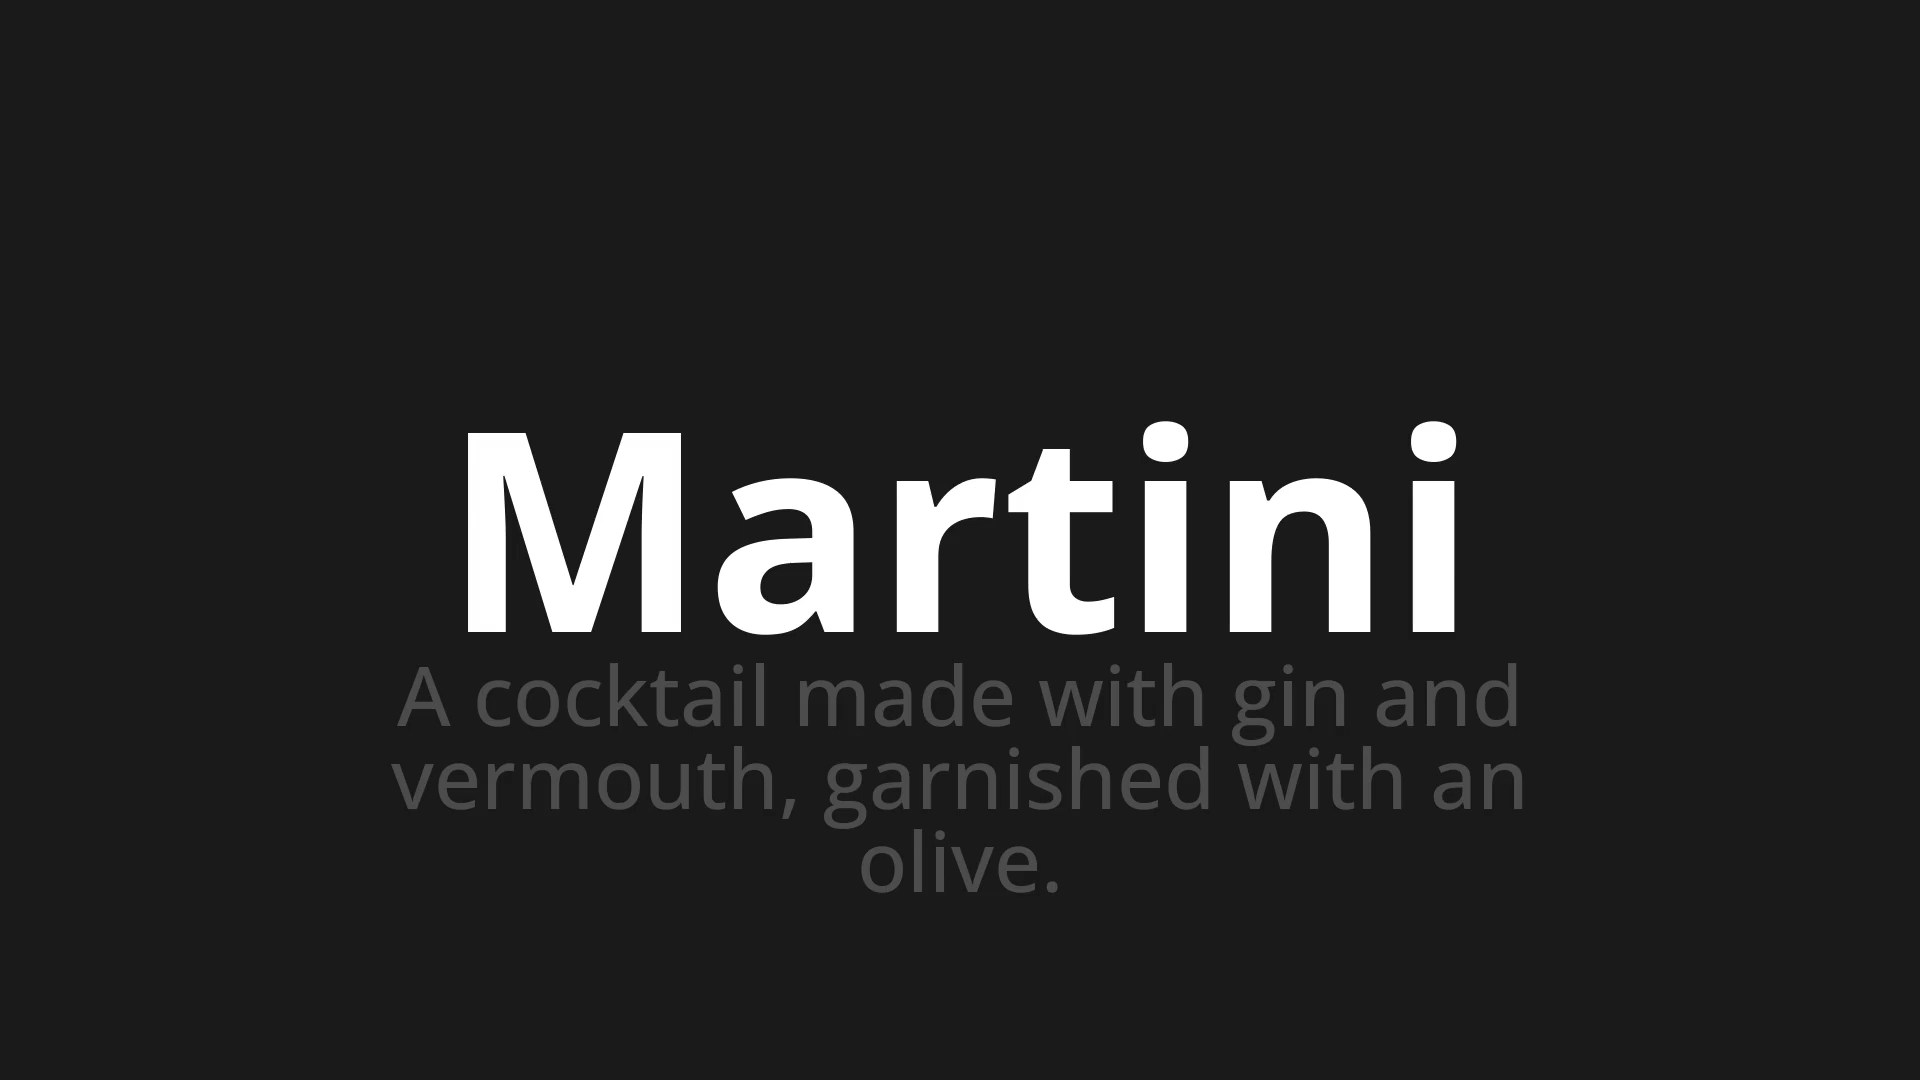 Martini
A cocktail made with gin and
vermouth, garnished with an
olive.